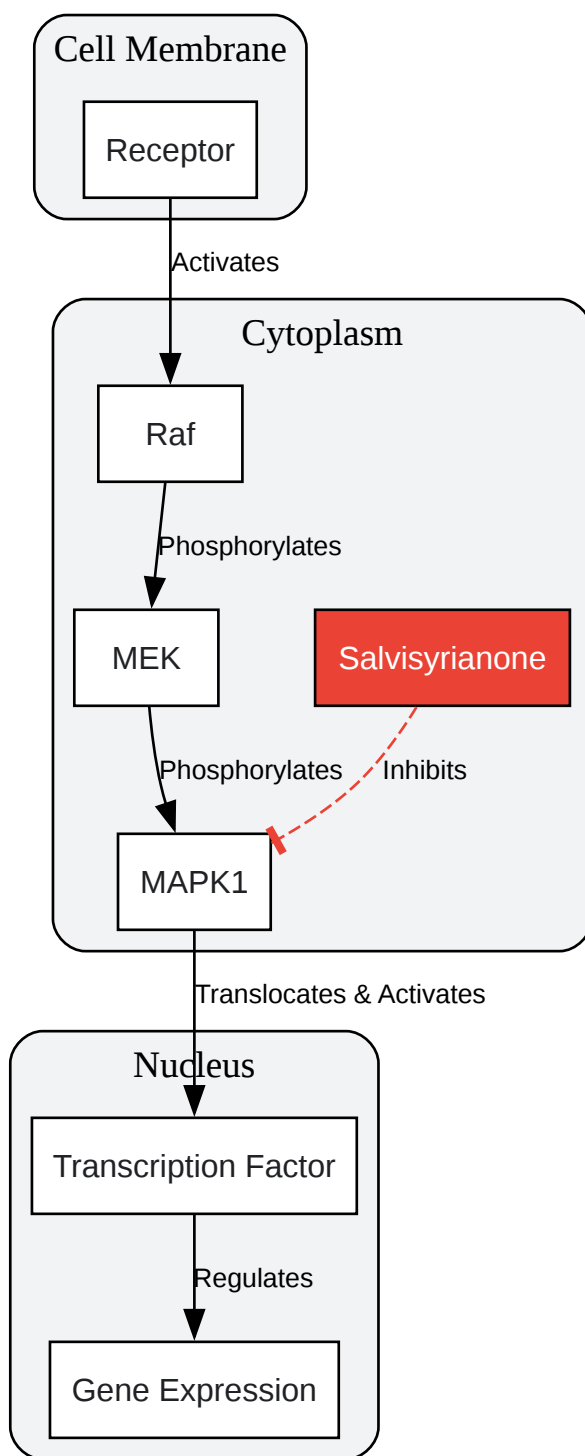 Cell Membrane
Receptor
Activates
Cytoplasm
Raf
Phosphorylates
MEK
Salvisyrianone
Phosphorylates
Inhibits
MAPK1
Translocates & Activates
Nucleus
Transcription Factor
Regulates
Gene Expression